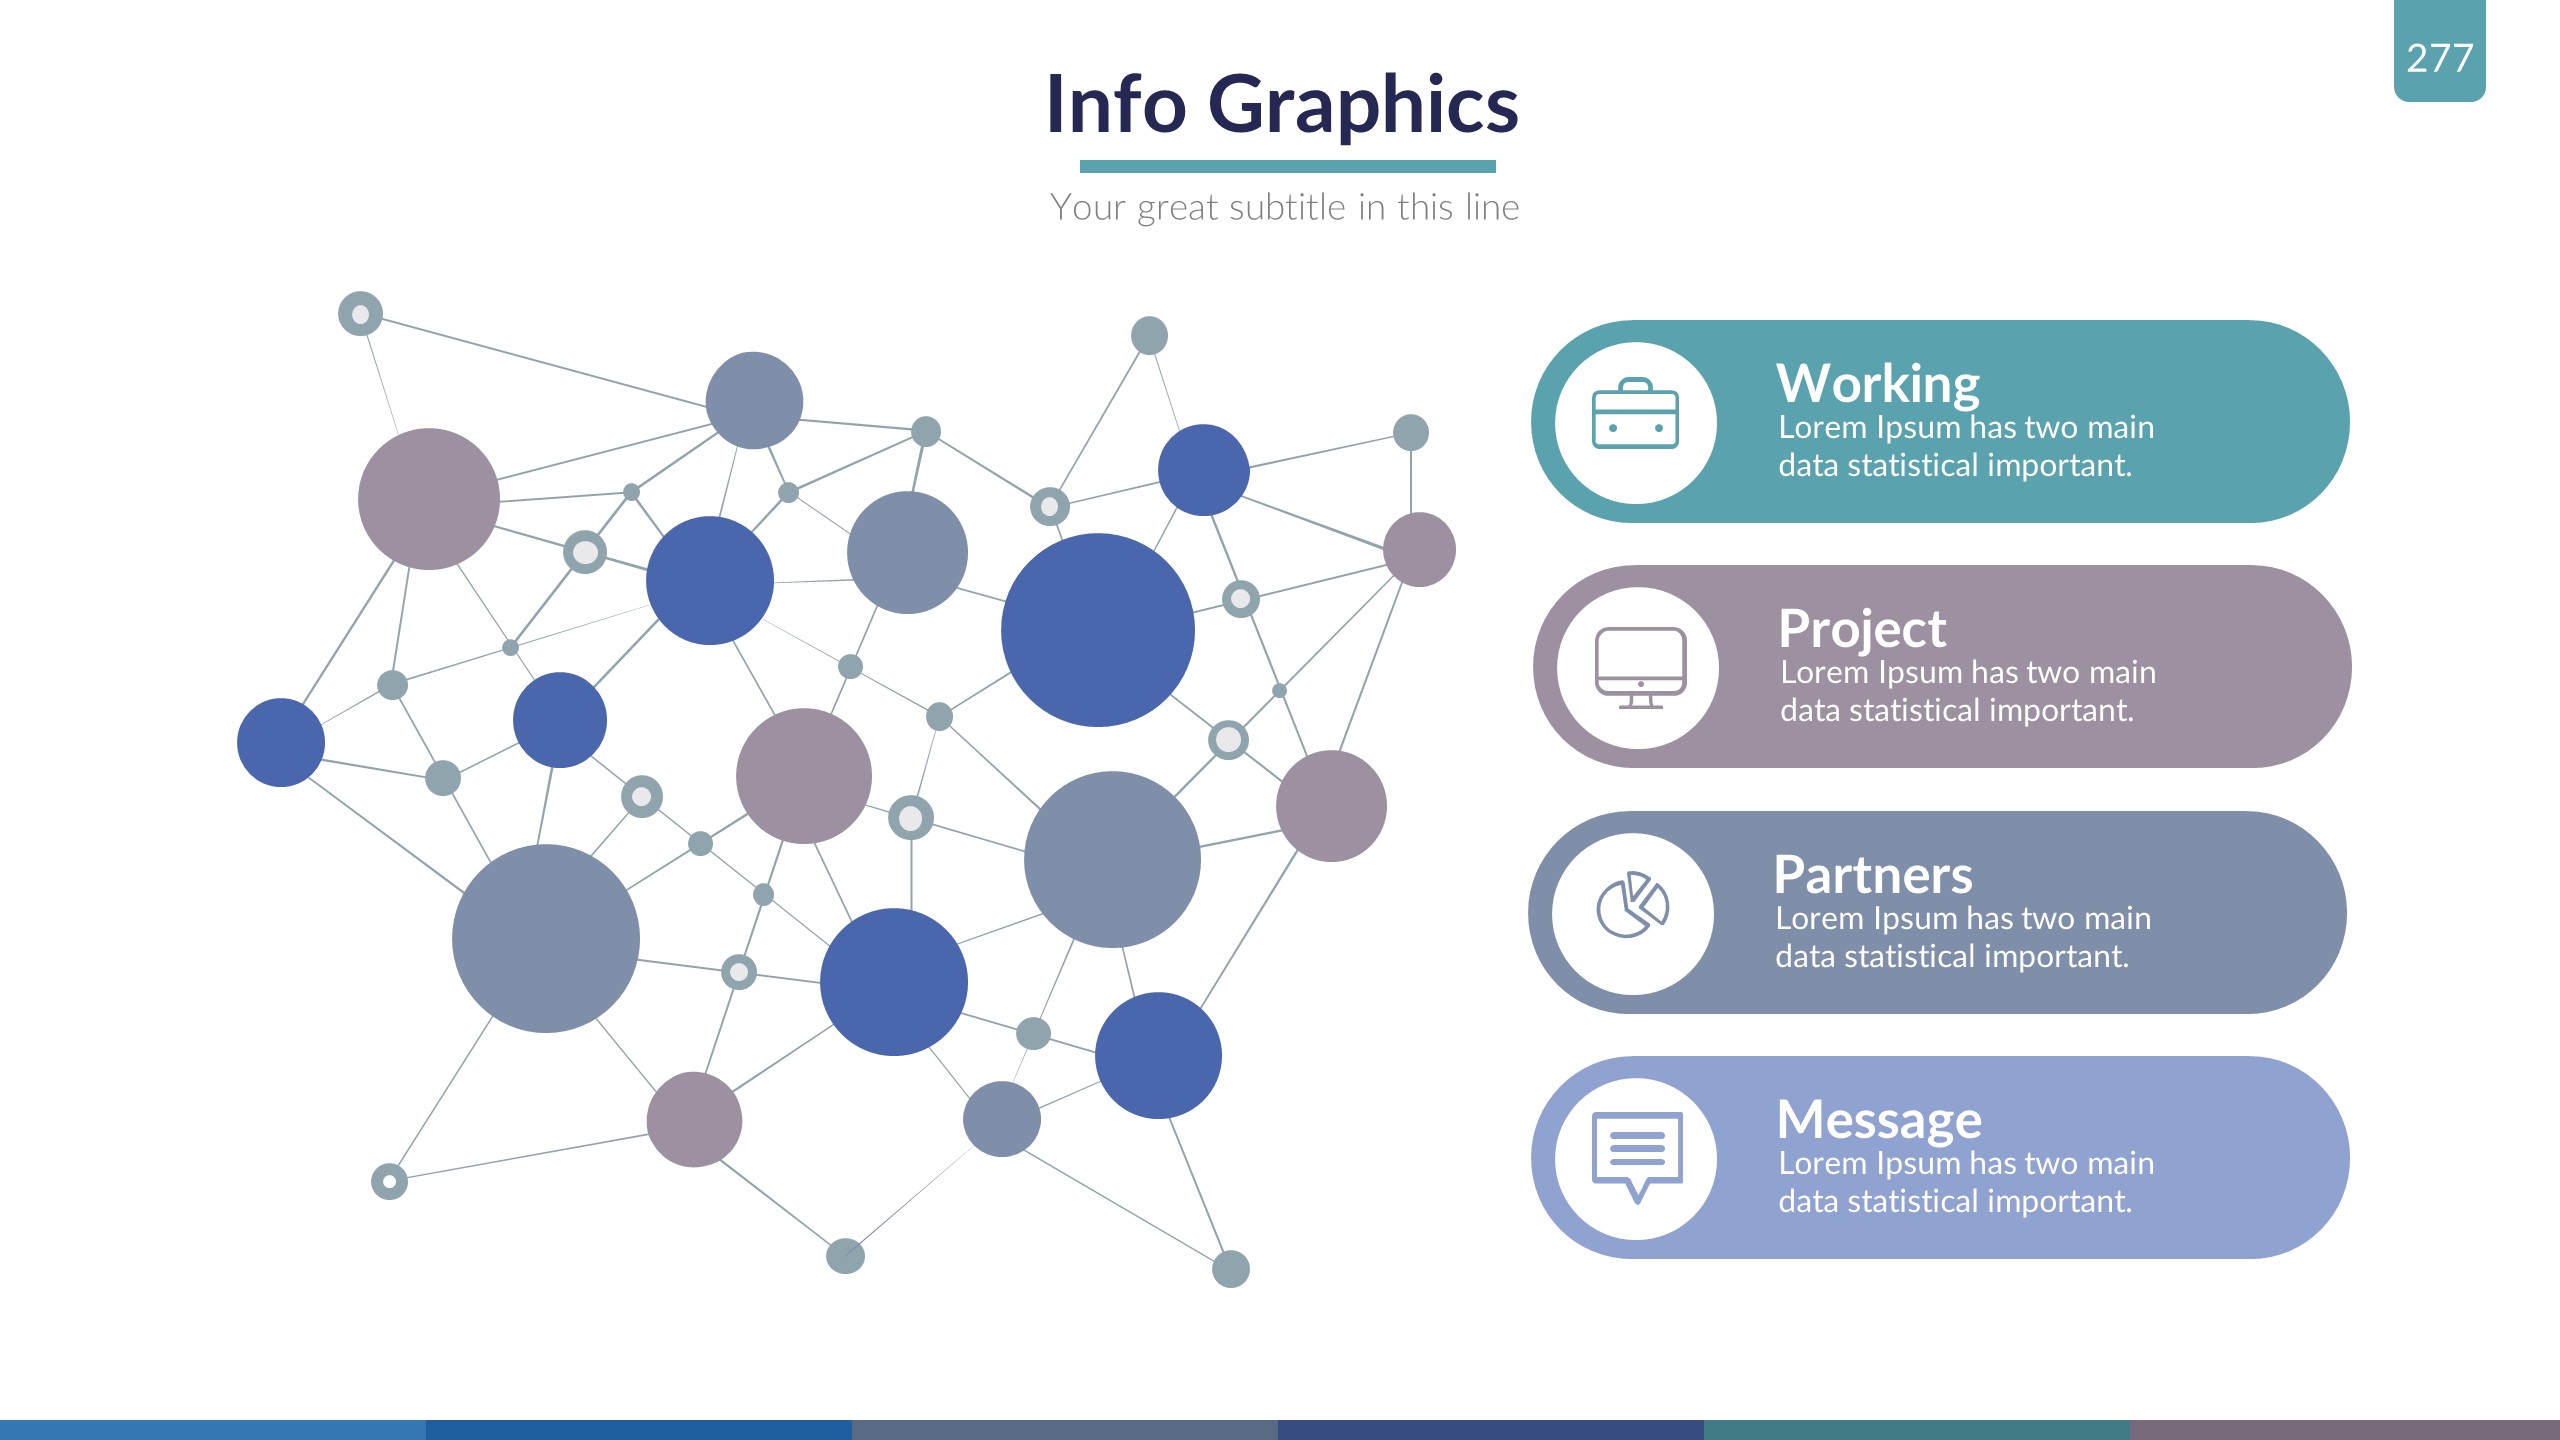 277
Info Graphics
Your great subtitle in this line
Working
Lorem Ipsum has two main
data statistical important.
Project
Lorem Ipsum has two main
data statistical important.
Partners
Lorem Ipsum has two main
data statistical important.
Message
Lorem Ipsum has two main
data statistical important.